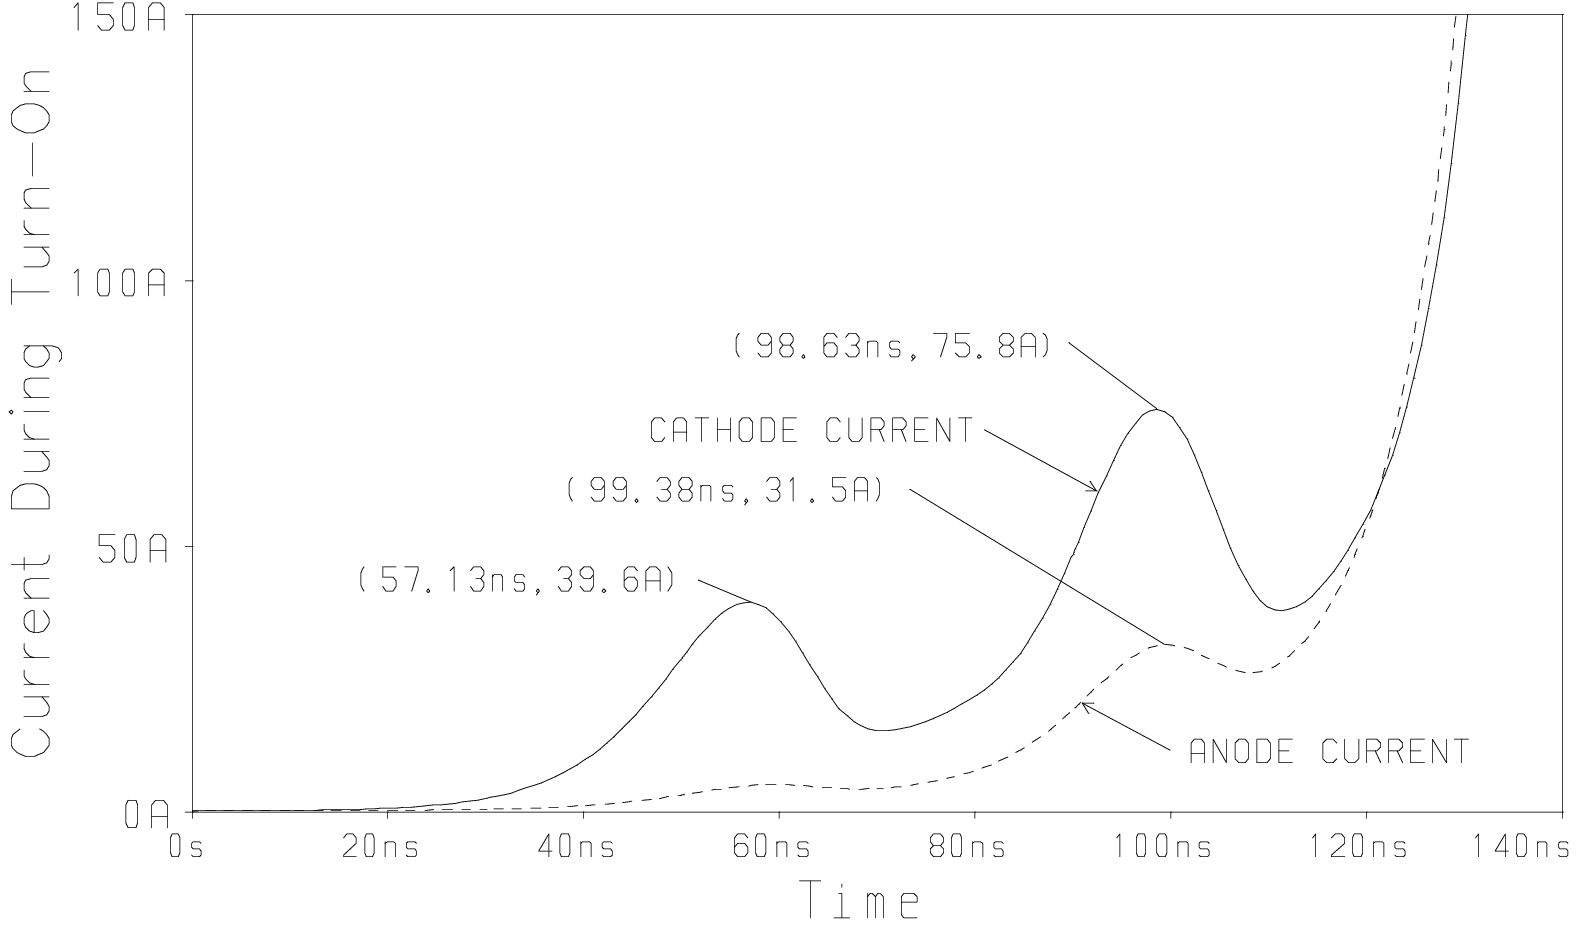 Current During Turn-On
150A
100A
50A
0A
(98.63ns,75.8A)
CATHODE CURRENT
(99.38ns,31.5A)
(57.13ns,39.6A)
ANODE CURRENT
0s 20ns 40ns 60ns 80ns 100ns 120ns 140ns
Time